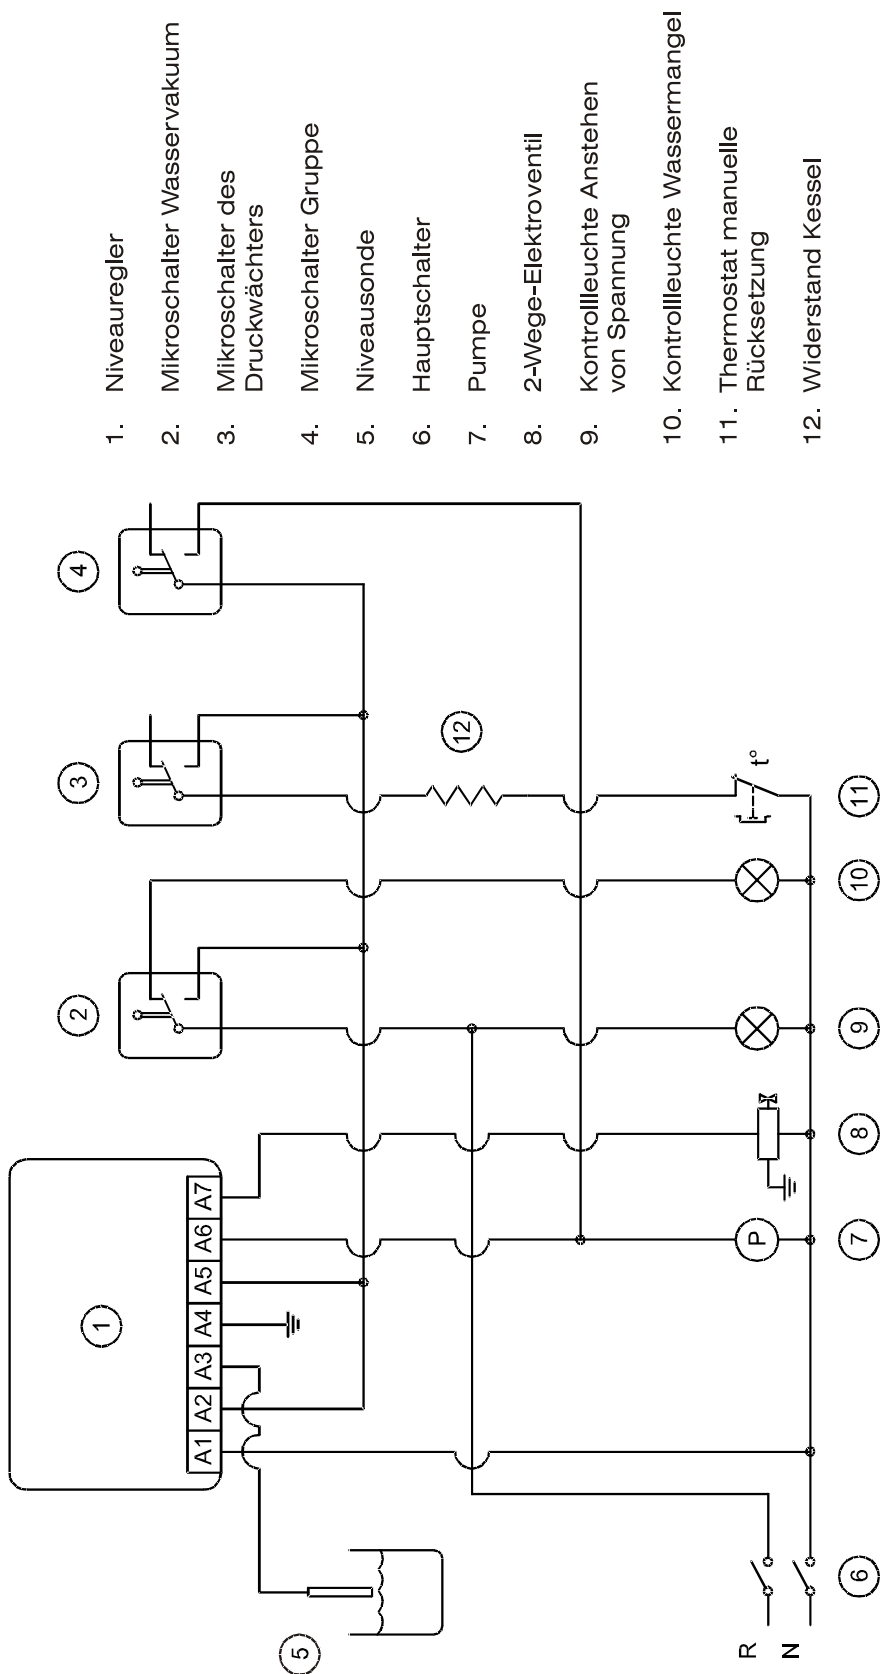 1. Niveauregler
2. Mikroschalter Wasservakuum
3. Mikroschalter des
Druckwächters
4. Mikroschalter Gruppe
5. Niveausonde
6. Hauptschalter
7. Pumpe
8. 2-Wege-Elektroventil
9. Kontrollleuchte Anstehen
von Spannung
10. Kontrollleuchte Wassermangel
11. Thermostat manuelle
Rücksetzung
12. Widerstand Kessel
1
2
3
4
A1 A2 A3 A4 A5 A6 A7
5
12
R
N
P
t°
6
7
8
9
10
11